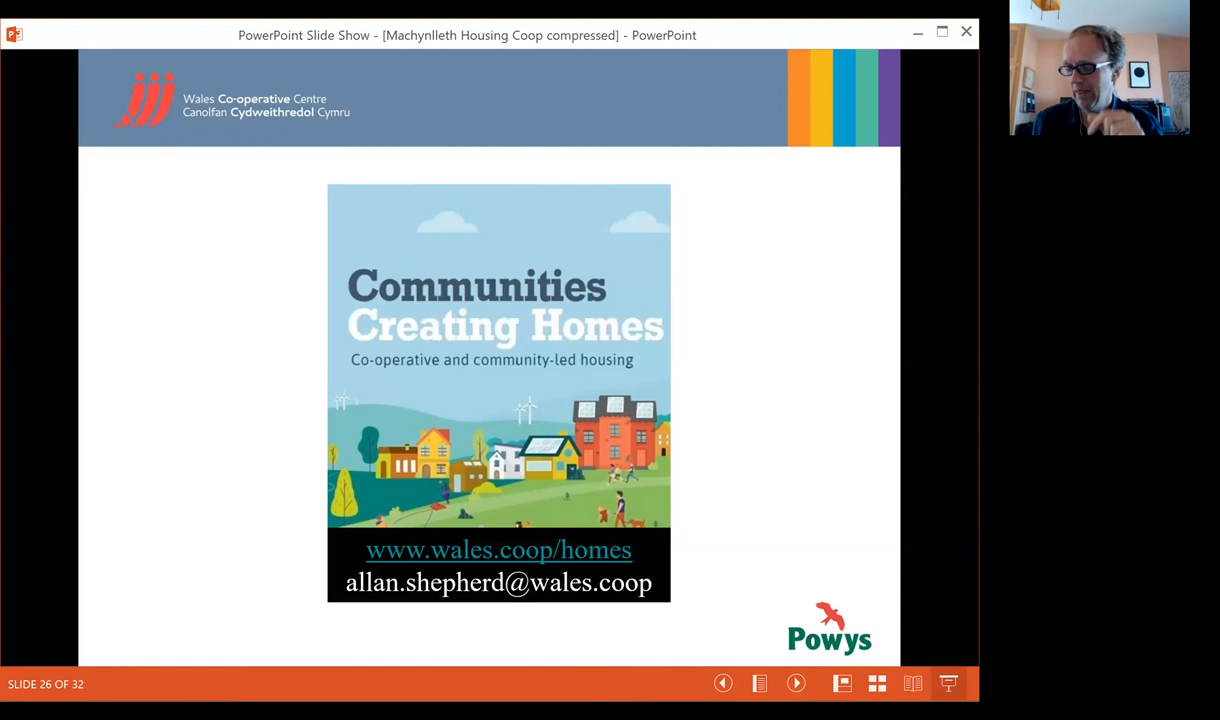 PowerPoint Slide Show - [Machynlleth Housing Coop compressed] - PowerPoint
Wales Co-operative Centre
Canolfan Cydweithredol Cymru
Communities
Creating Homes
Co-operative and community-led housing
www.wales.coop/homes
allan.shepherd@wales.coop
Powys
SLIDE 26 OF 32